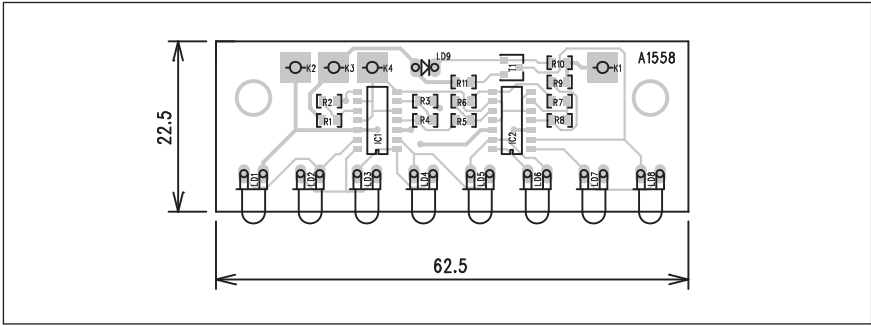 LD9
A1558
K2
K3
K4
T1
R10
K1
R11
R9
R2
R3
R6
R7
R1
R4
R5
R8
IC1
IC2
22.5
LD1
LD2
LD3
LD4
LD5
LD6
LD7
LD8
62.5